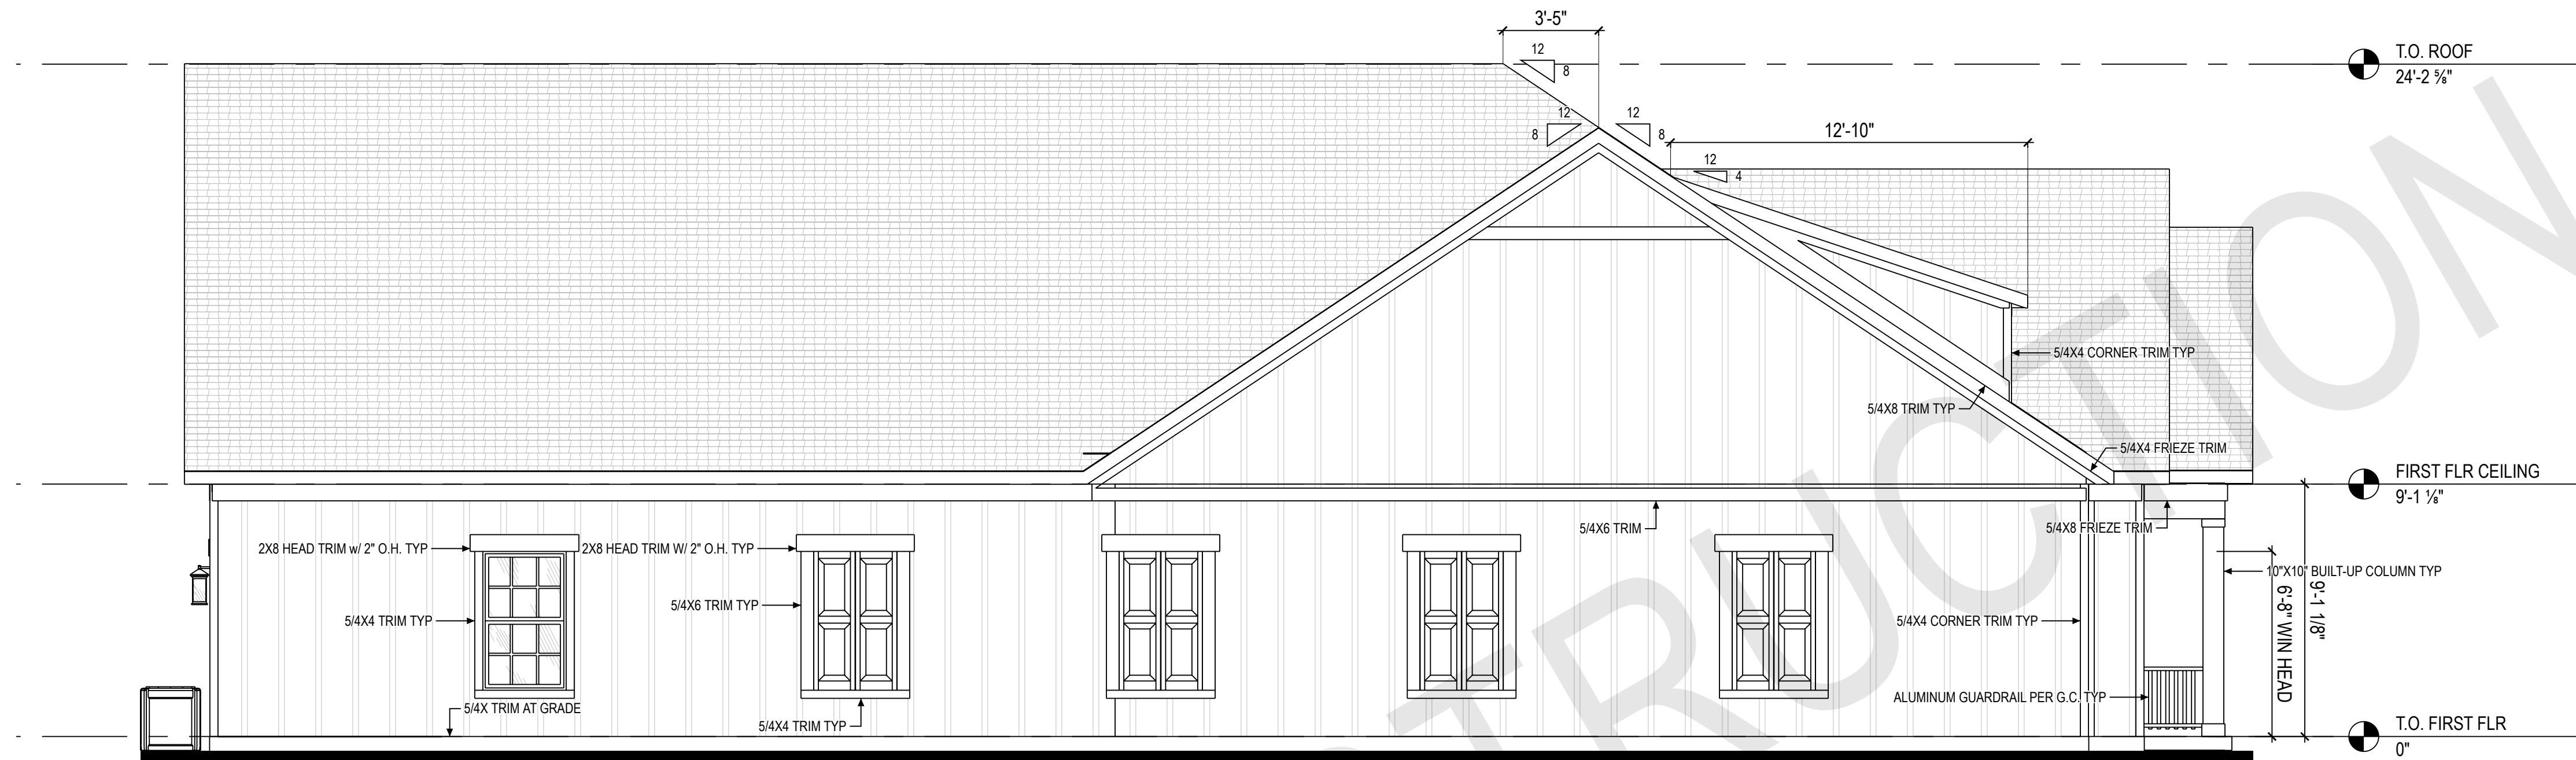 3'-5"
T.O. ROOF
24'-2 ⅝"
12
8
12
8
12
8
12'-10"
12
4
5/4X4 CORNER TRIM TYP
5/4X8 TRIM TYP
5/4X4 FRIEZE TRIM
FIRST FLR CEILING
9'-1 ⅛"
5/4X6 TRIM
5/4X8 FRIEZE TRIM
2X8 HEAD TRIM w/ 2" O.H. TYP
2X8 HEAD TRIM W/ 2" O.H. TYP
10"X10" BUILT-UP COLUMN TYP
5/4X6 TRIM TYP
5/4X4 TRIM TYP
5/4X4 CORNER TRIM TYP
9'-1 1/8"
6'-8" WIN HEAD
ALUMINUM GUARDRAIL PER G.C. TYP
5/4X TRIM AT GRADE
5/4X4 TRIM TYP
T.O. FIRST FLR
0"
STRUCTION